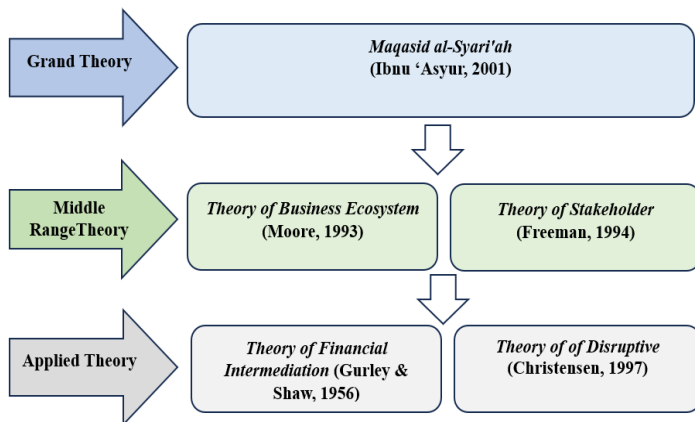 Grand Theory
Maqasid al-Syari'ah
(Ibnu ‘Asyur, 2001)
Middle
RangeTheory
Theory of Business Ecosystem
(Moore, 1993)
Theory of Stakeholder
(Freeman, 1994)
Applied Theory
Theory of Financial
Intermediation (Gurley &
Shaw, 1956)
Theory of of Disruptive
(Christensen, 1997)